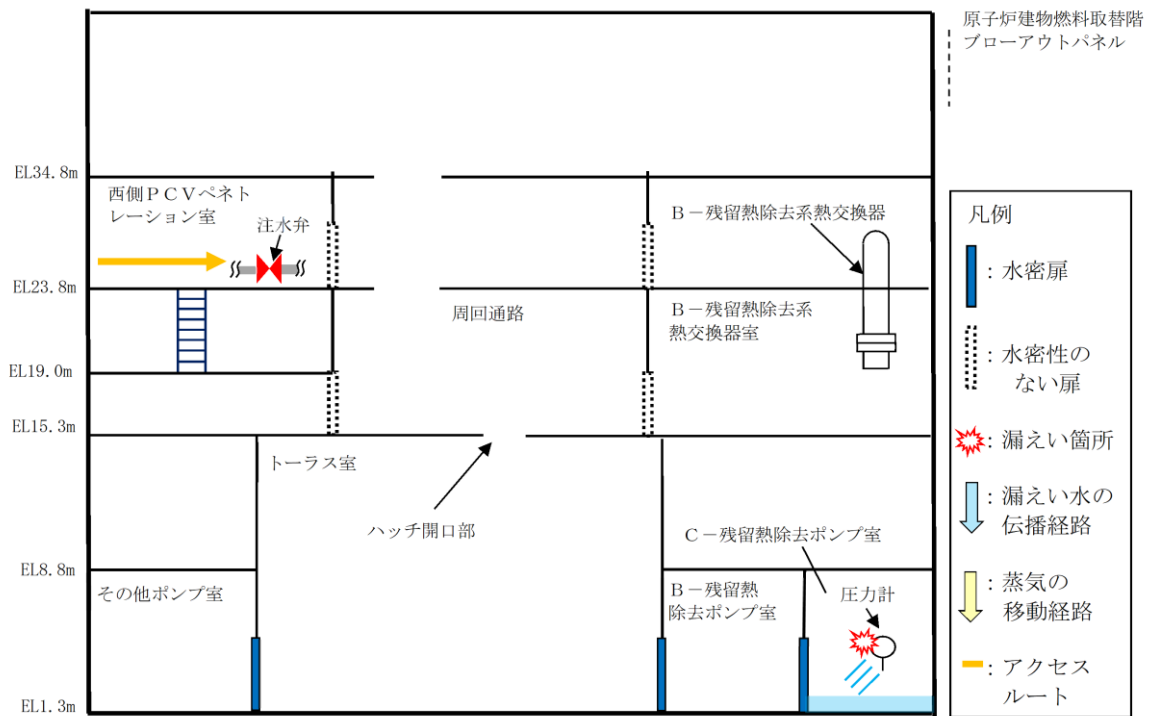 原子炉建物燃料取替階
ブローアウトパネル
EL34.8m
西側ＰＣＶペネト
レーション室
注水弁
Ｂ－残留熱除去系熱交換器
EL23.8m
周回通路
Ｂ－残留熱除去系
熱交換器室
EL19.0m
EL15.3m
トーラス室
ハッチ開口部
Ｃ－残留熱除去ポンプ室
EL8.8m
その他ポンプ室
Ｂ－残留熱
除去ポンプ室
圧力計
EL1.3m
凡例
：水密扉
：水密性の
ない扉
：漏えい箇所
：漏えい水の
伝播経路
：蒸気の
移動経路
：アクセス
ルート